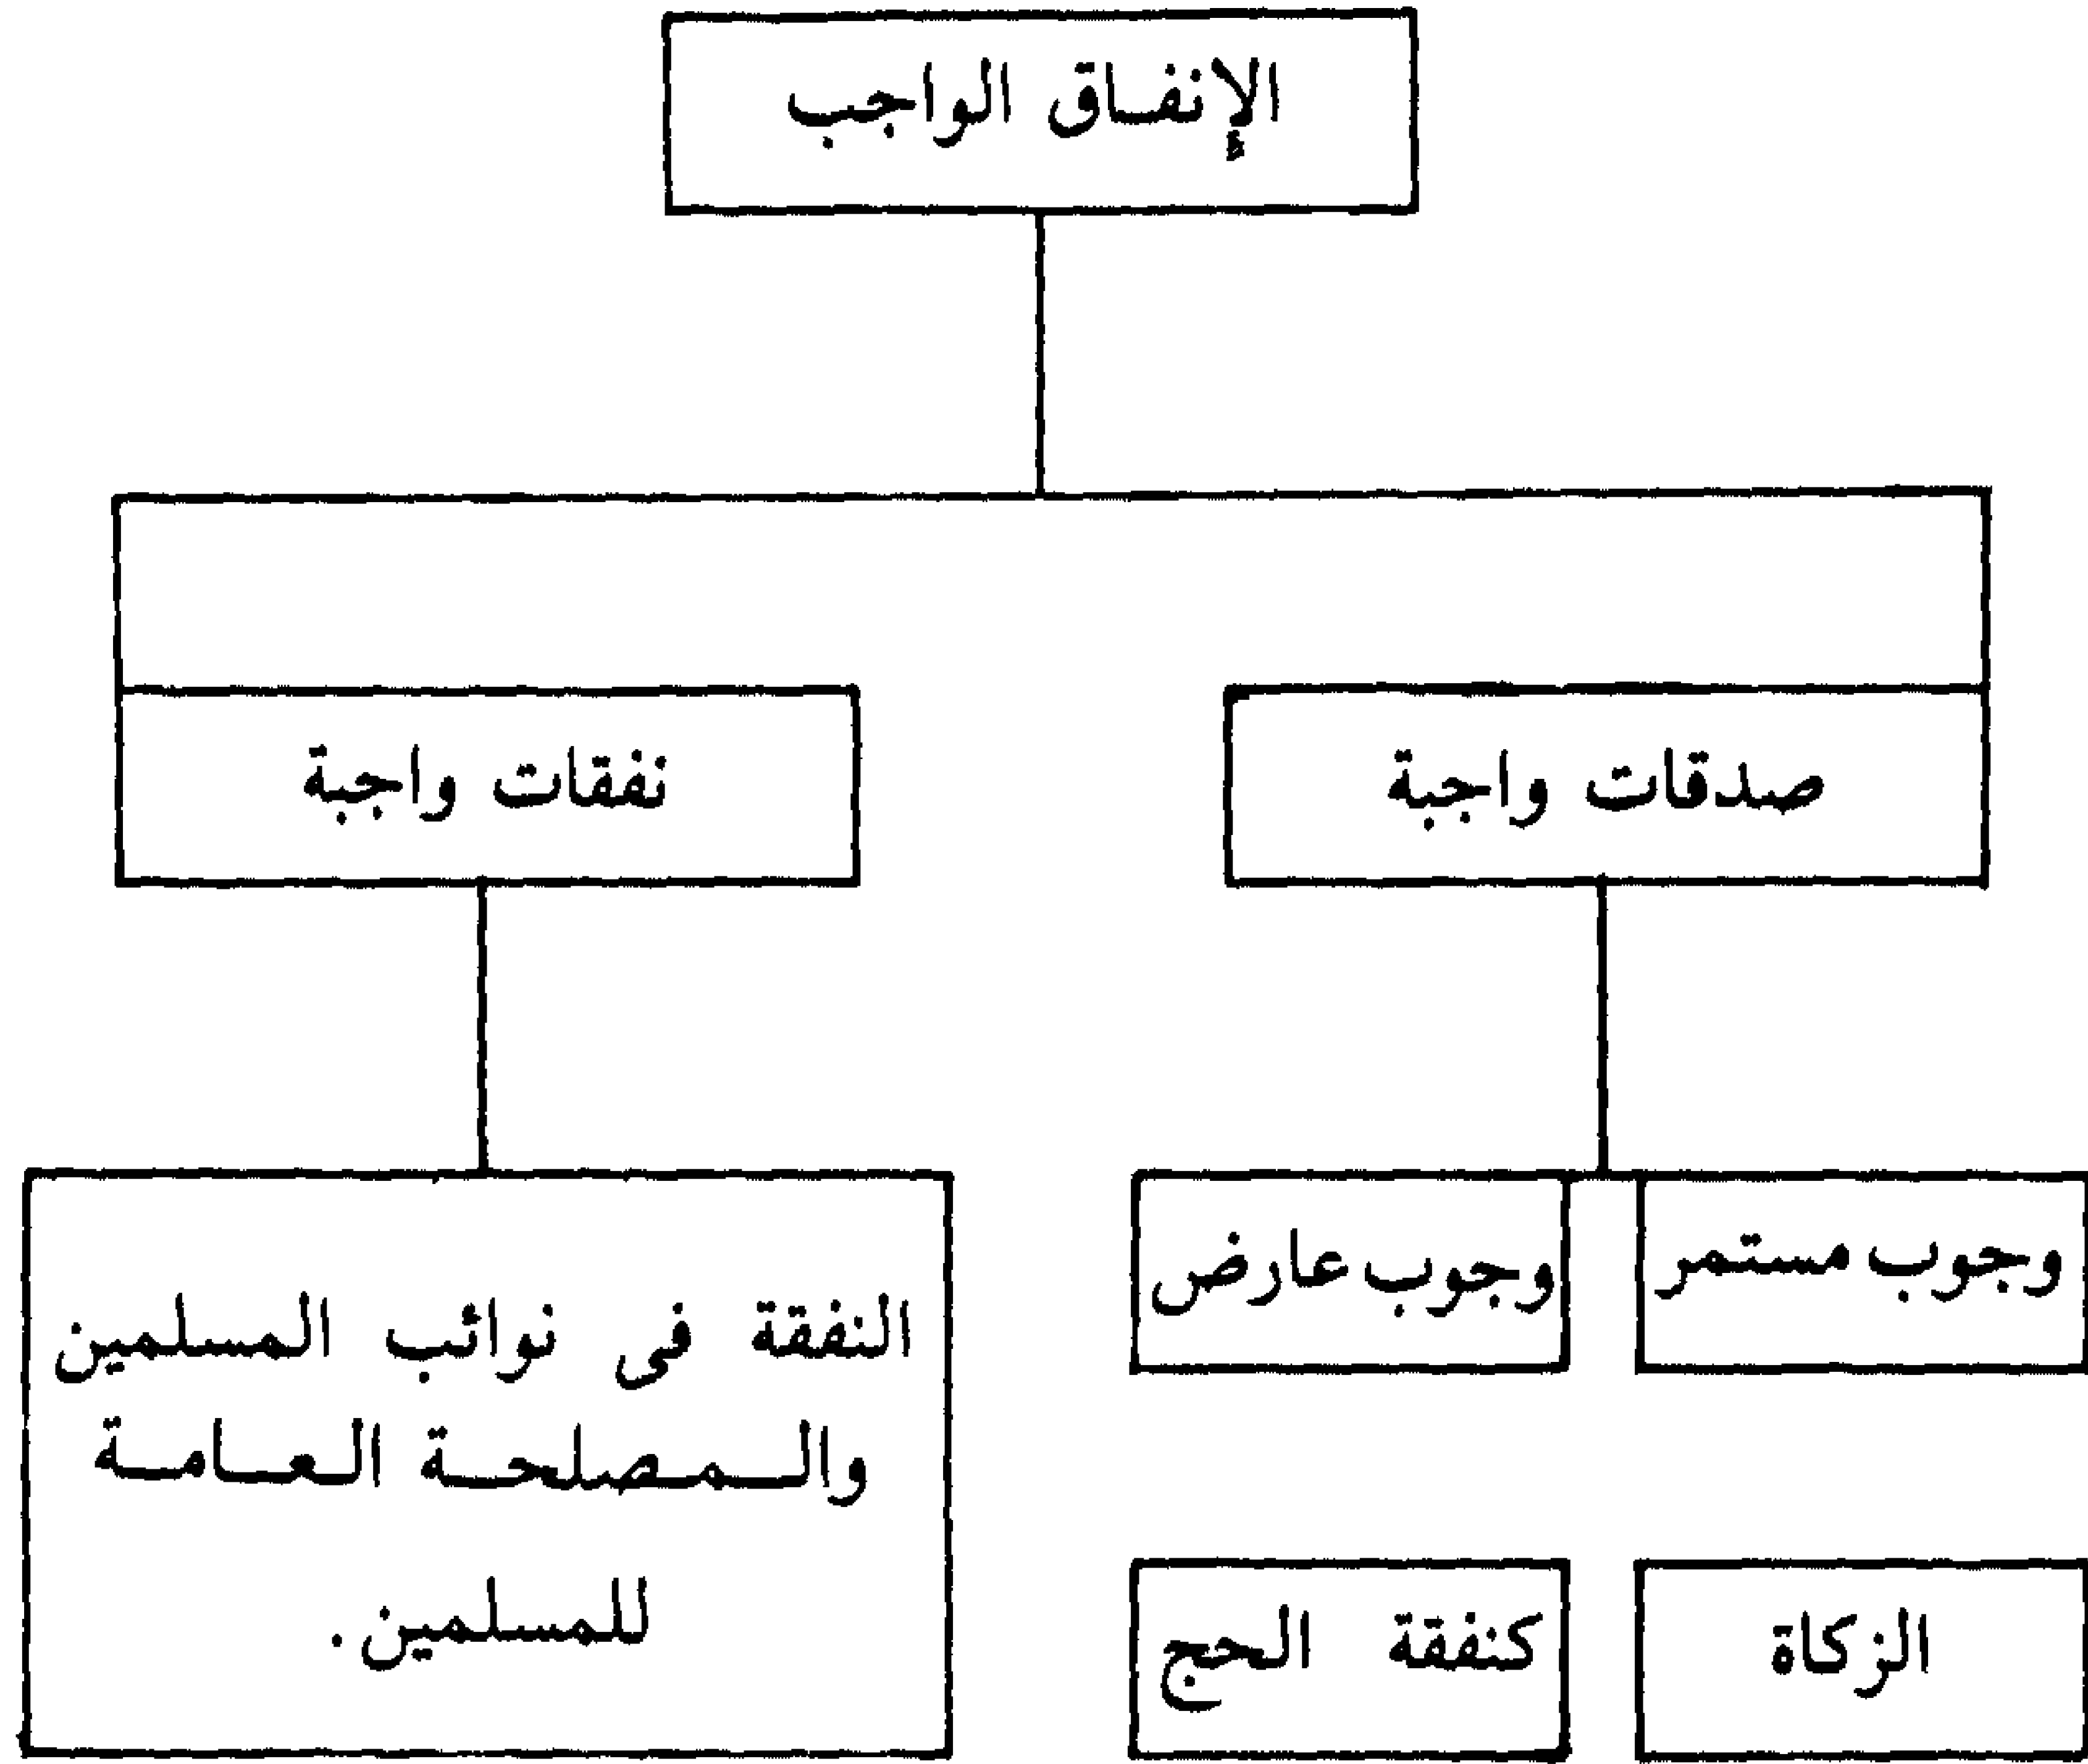 الإنفاق الواجب
صدقات واجبة
نفقات واجبة
وجوب مستمر
وجوب عارض
الزكاة
كنفقة الحج
النفقة فى نوائب المسلمين
والمصلحة العامة
للمسلمين.